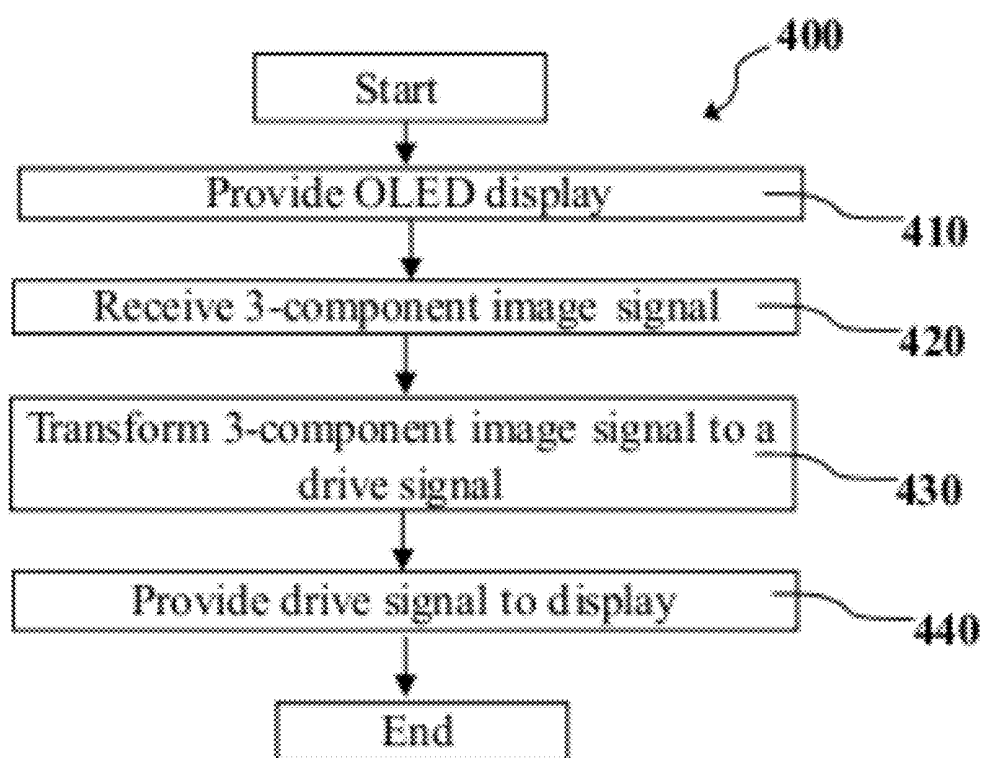 400
Start
Provide OLED display
410
Receive 3-component image signal
420
Transform 3-component image signal to a
drive signal
430
Provide drive signal to display
440
End